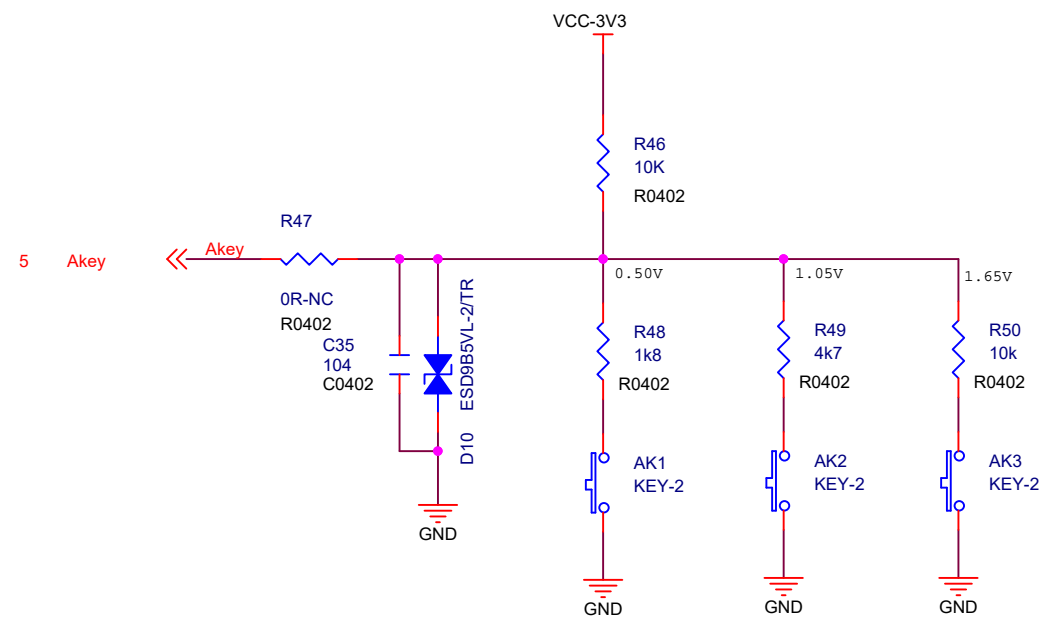 VCC-3V3
R46
10K
R0402
R47
5 Akey
Akey
0R-NC
R0402
C35
104
C0402
D10 ESD9B5VL-2/TR
GND
0.50V
1.05V
1.65V
R48
1k8
R0402
R49
4k7
R0402
R50
10k
R0402
AK1
KEY-2
AK2
KEY-2
AK3
KEY-2
GND
GND
GND